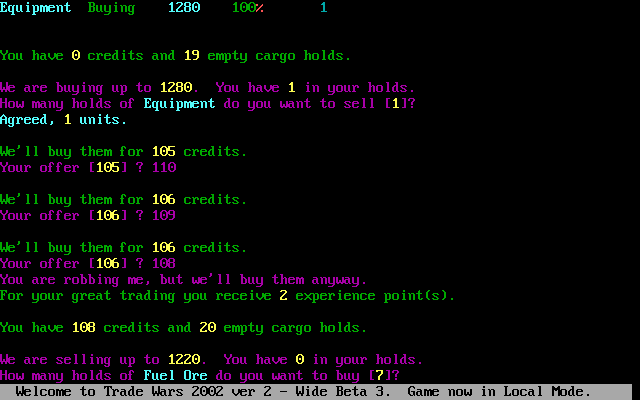 Equipment  Buying    1280    100%       1
You have 0 credits and 19 empty cargo holds.
We are buying up to 1280.  You have 1 in your holds.
How many holds of Equipment do you want to sell [1]?
Agreed, 1 units.
We'll buy them for 105 credits.
Your offer [105] ? 110
We'll buy them for 106 credits.
Your offer [106] ? 109
We'll buy them for 106 credits.
Your offer [106] ? 108
You are robbing me, but we'll buy them anyway.
For your great trading you receive 2 experience point(s).
You have 108 credits and 20 empty cargo holds.
We are selling up to 1220.  You have 0 in your holds.
How many holds of Fuel Ore do you want to buy [7]?
Welcome to Trade Wars 2002 ver 2 - Wide Beta 3.  Game now in Local Mode.